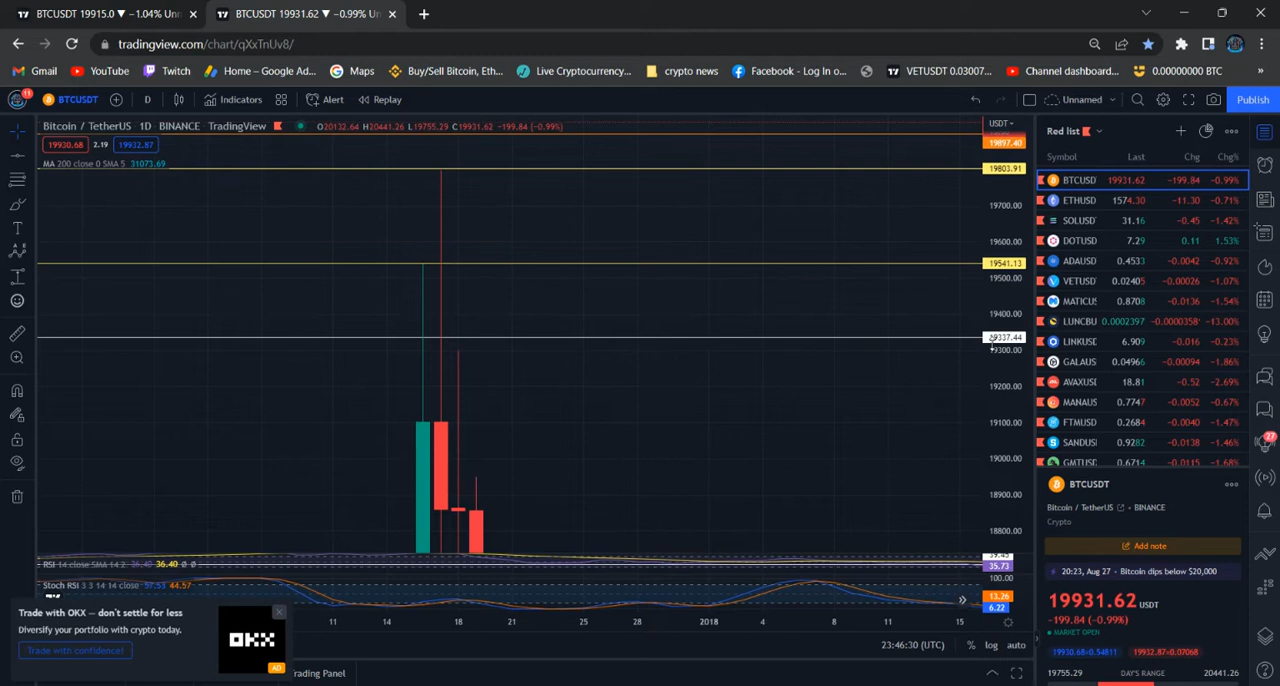 BTCUSDT 19915.0 ▼ −1.04% Unn
BTCUSDT 19931.62 ▼ −0.99% Unn
tradingview.com/chart/qXxTnUv8/
Gmail
YouTube
Twitch
Home – Google Ad...
Maps
Buy/Sell Bitcoin, Eth...
Live Cryptocurrency...
crypto news
Facebook - Log In o...
VETUSDT 0.03007...
Channel dashboard...
0.00000000 BTC
11
BTCUSDT
D
Indicators
Alert
Replay
Unnamed
Publish
Bitcoin / TetherUS 1D BINANCE TradingView O20132.64 H20441.26 L19755.29 C19931.62 −199.84 (−0.99%)
19930.68 2.19 19932.87
MA 200 close 0 SMA 5 31073.69
USDT
19897.40
19803.91
19700.00
19600.00
19541.13
19500.00
19400.00
19337.44
19300.00
19200.00
19100.00
19000.00
18900.00
18800.00
35.73
RSI 14 close SMA 14 2 36.40 36.40
Stoch RSI 3 3 14 14 close 57.53 44.57
100.00
13.26
6.22
11 14 18 21 25 28 2018 4 8 11 15
23:46:30 (UTC) % log auto
Trade with OKX — don't settle for less
Diversify your portfolio with crypto today.
Trade with confidence!
OKX
AD
Trading Panel
Red list
Symbol Last Chg Chg%
BTCUSD 19931.62 −199.84 −0.99%
ETHUSD 1574.30 −11.30 −0.71%
SOLUSD 31.16 −0.45 −1.42%
DOTUSD 7.29 0.11 1.53%
ADAUSD 0.4533 −0.0042 −0.92%
VETUSD 0.02405 −0.00026 −1.07%
MATICUS 0.8708 −0.0136 −1.54%
LUNCBU 0.0002397 −0.0000358 −13.00%
LINKUSD 6.909 −0.016 −0.23%
GALAUS 0.04966 −0.00094 −1.86%
AVAXUSD 18.81 −0.52 −2.69%
MANAUS 0.7747 −0.0052 −0.67%
FTMUSD 0.2684 −0.0040 −1.47%
SANDUS 0.9282 −0.0138 −1.46%
GMTUSD 0.6714 −0.0115 −1.68%
BTCUSDT
Bitcoin / TetherUS • BINANCE
Crypto
Add note
20:23, Aug 27 • Bitcoin dips below $20,000
19931.62 USDT
−199.84 (−0.99%)
MARKET OPEN
19930.68×0.54811 19932.87×0.07068
19755.29 DAY'S RANGE 20441.26
27